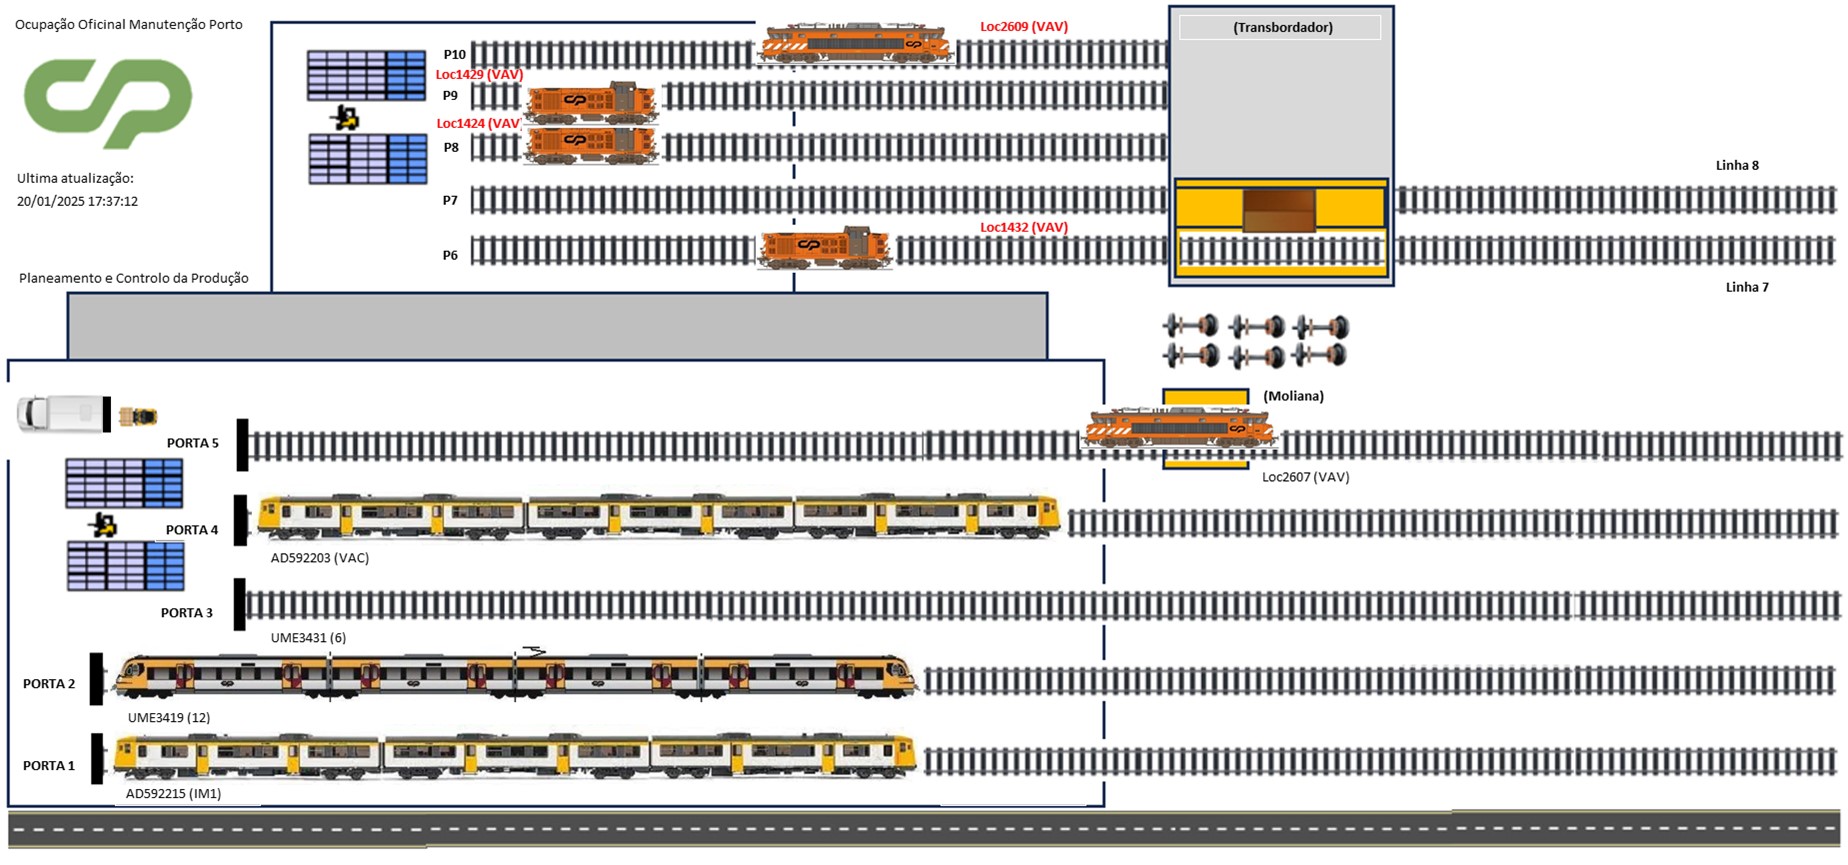 Ocupação Oficinal Manutenção Porto
CP
Ultima atualização:
20/01/2025 17:37:12
Planeamento e Controlo da Produção
P10
Loc2609 (VAV)
(Transbordador)
Loc1429 (VAV)
P9
Loc1424 (VAV)
P8
P7
Linha 8
P6
Loc1432 (VAV)
Linha 7
(Moliana)
PORTA 5
Loc2607 (VAV)
PORTA 4
AD592203 (VAC)
PORTA 3
UME3431 (6)
PORTA 2
UME3419 (12)
PORTA 1
AD592215 (IM1)